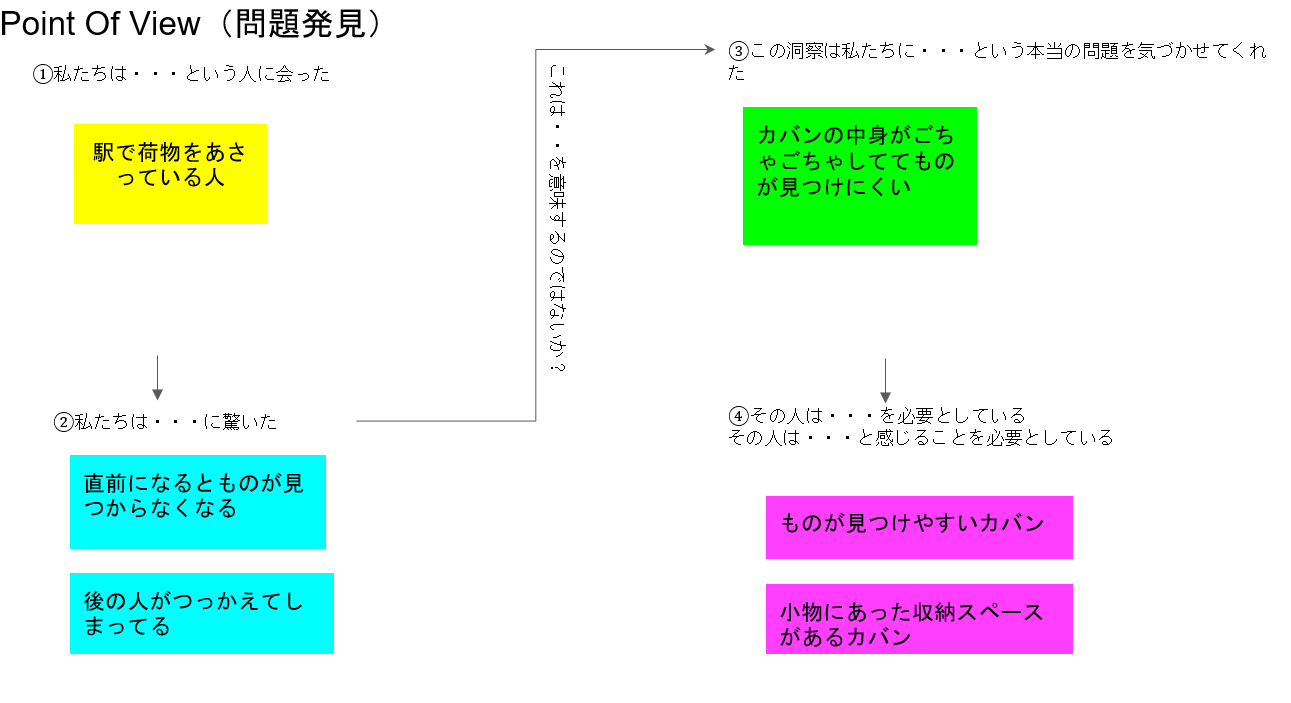 Point Of View（問題発見）
①私たちは・・・という人に会った
駅で荷物をあさ
っている人
②私たちは・・・に驚いた
直前になるとものが見
つからなくなる
後の人がつっかえてし
まってる
これは・・を意味するのではないか？
③この洞察は私たちに・・・という本当の問題を気づかせてくれ
た
カバンの中身がごち
ゃごちゃしててもの
が見つけにくい
④その人は・・・を必要としている
その人は・・・と感じることを必要としている
ものが見つけやすいカバン
小物にあった収納スペース
があるカバン